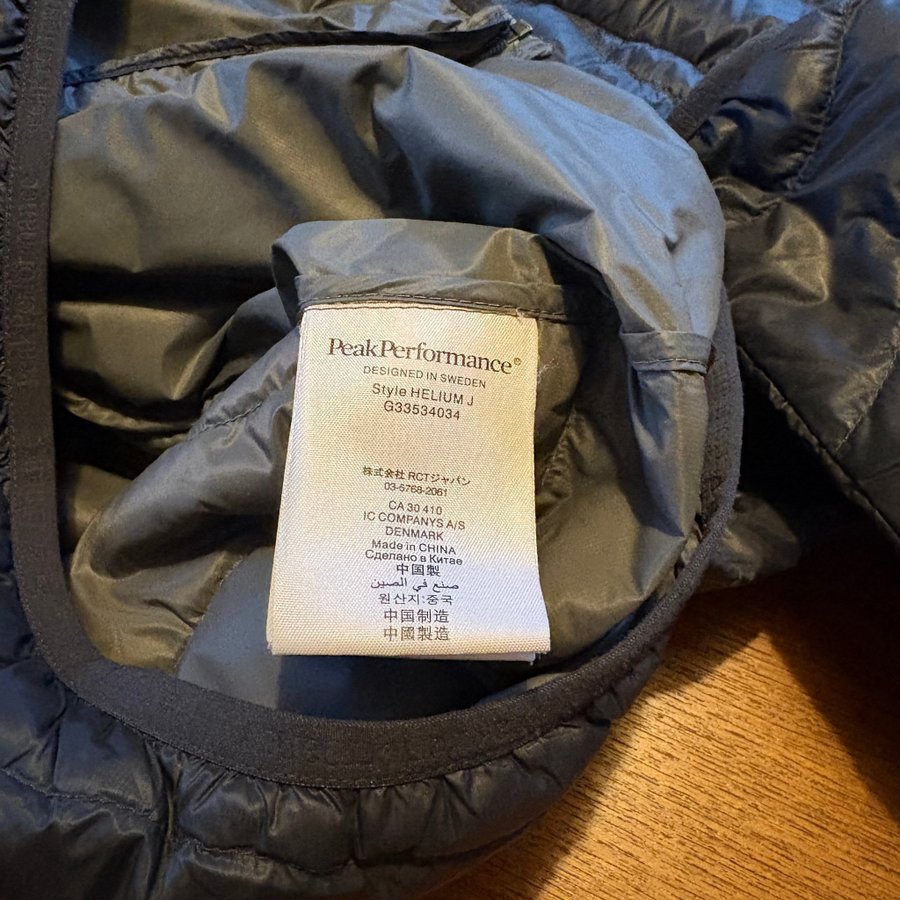 PeakPerformance®
DESIGNED IN SWEDEN
Style HELIUM J
G33534034
株式会社 RCTジャパン
03-5768-2061
CA 30 410
IC COMPANYS A/S
DENMARK
Made in CHINA
Сделано в Китае
中国製
صنع في الصين
원산지:중국
中国制造
中國製造